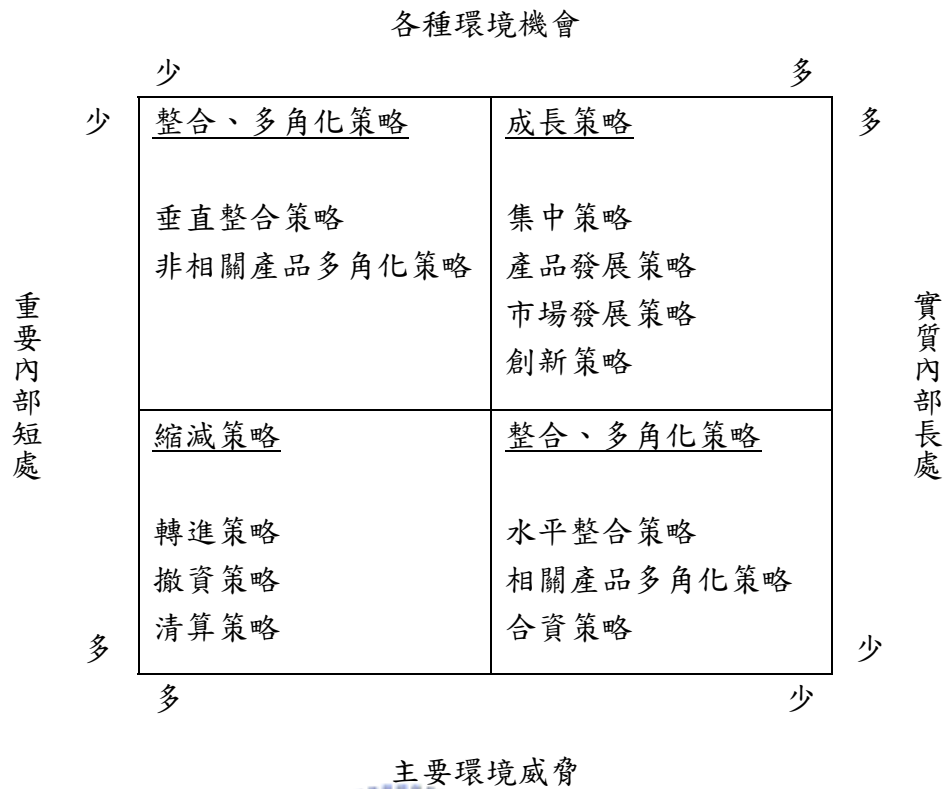 各種環境機會
少 多
少 多
整合、多角化策略
垂直整合策略
非相關產品多角化策略
成長策略
集中策略
產品發展策略
市場發展策略
創新策略
重要內部短處
實質內部長處
縮減策略
轉進策略
撤資策略
清算策略
整合、多角化策略
水平整合策略
相關產品多角化策略
合資策略
多 少
多 少
主要環境威脅